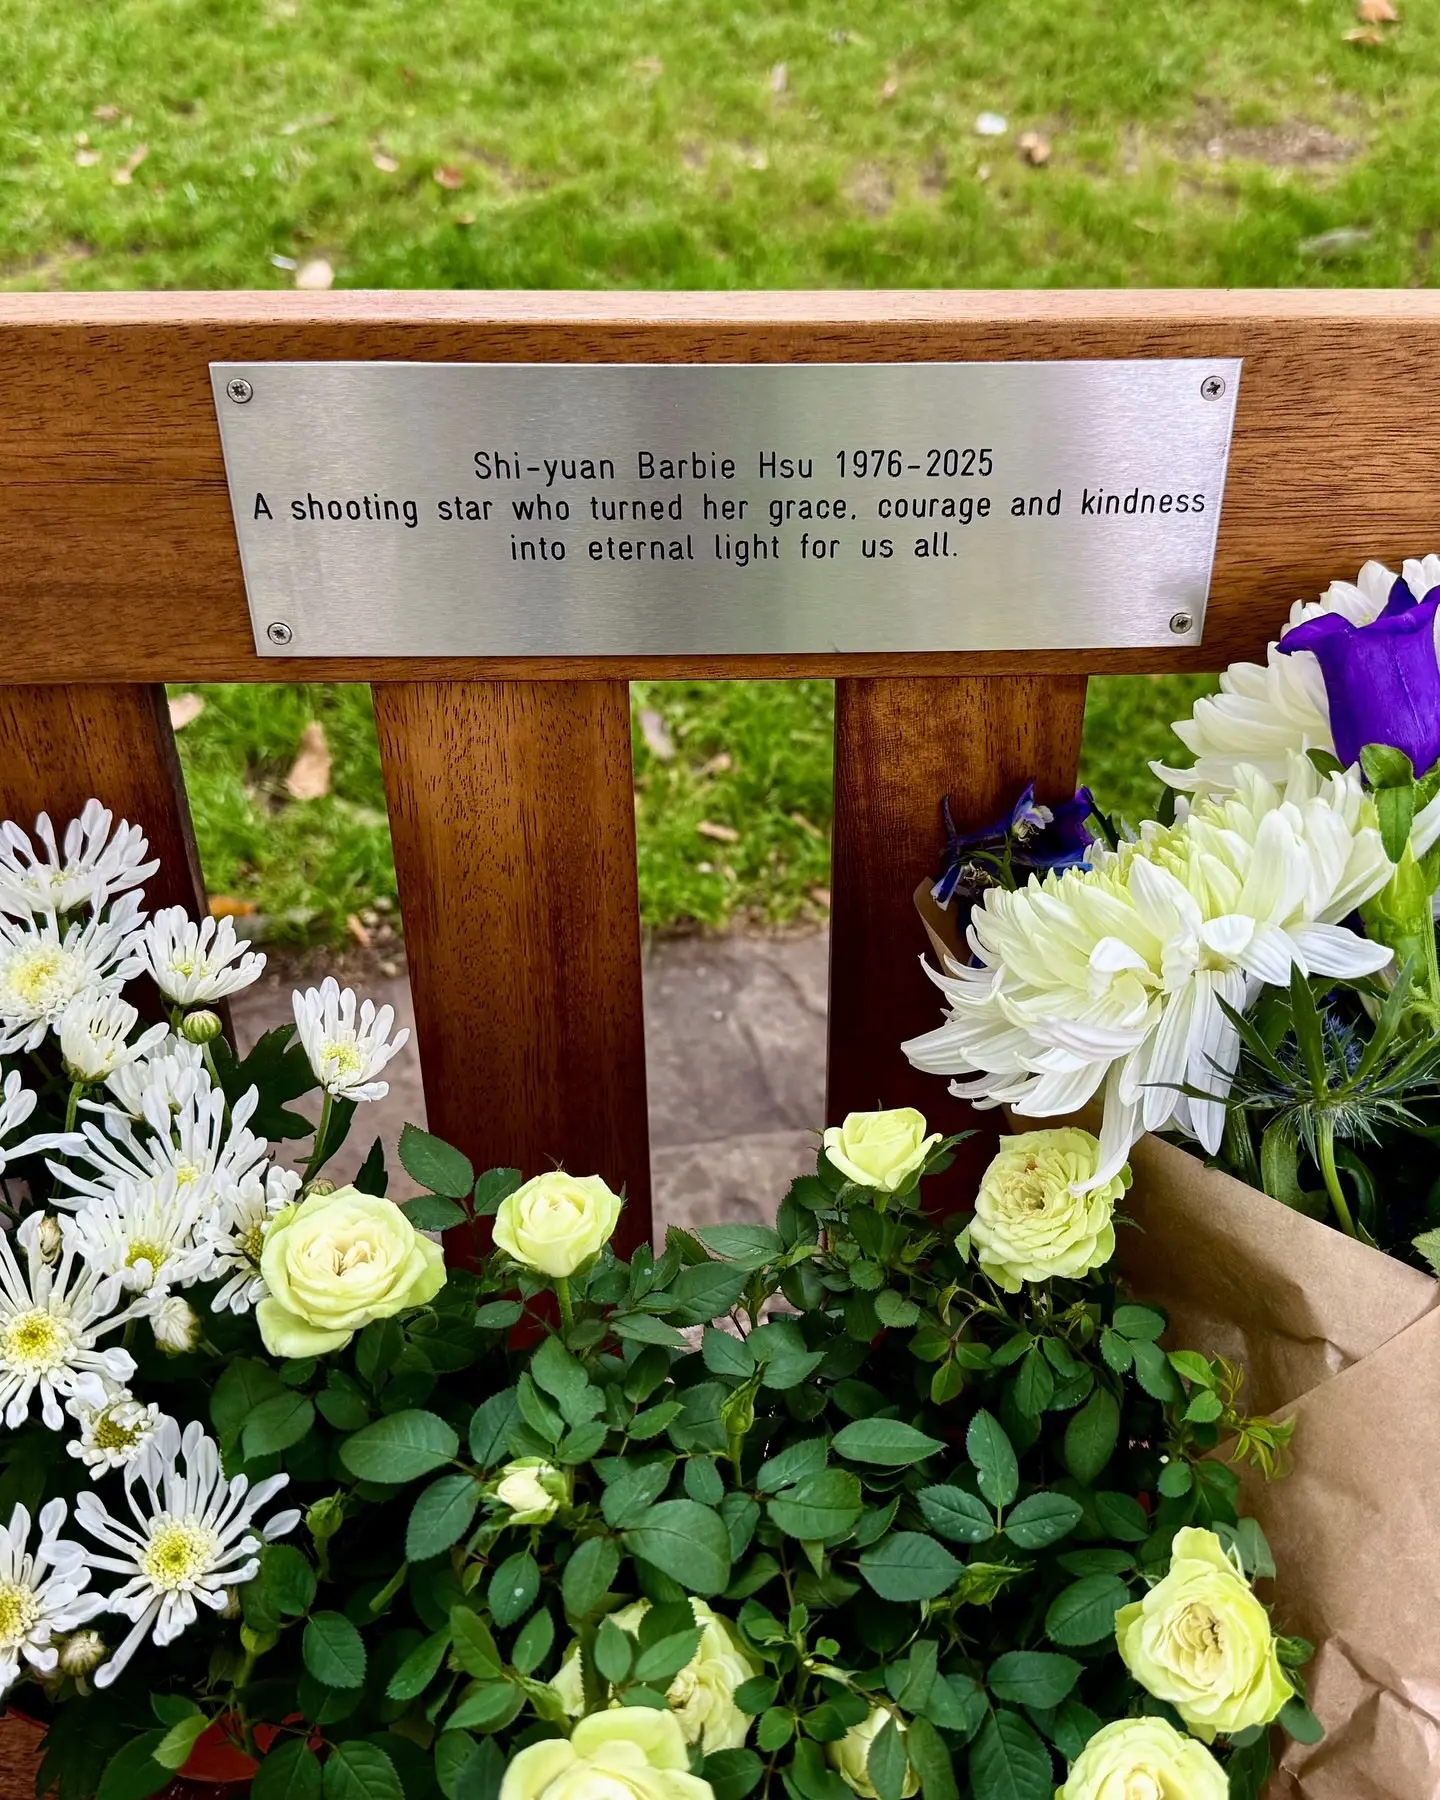 Shi-yuan Barbie Hsu 1976-2025
A shooting star who turned her grace, courage and kindness
into eternal light for us all.